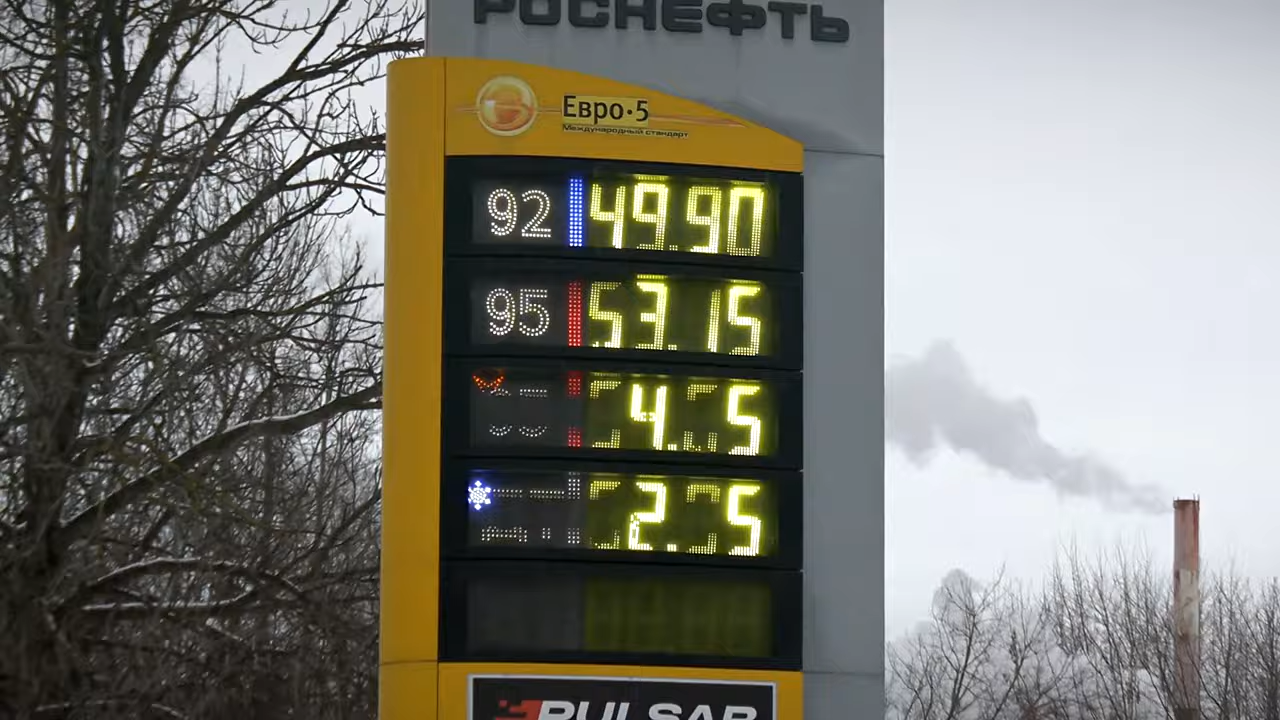 РОСНЕФТЬ
Евро•5
Международный стандарт
92 49.90
95 53.15
PULSAR